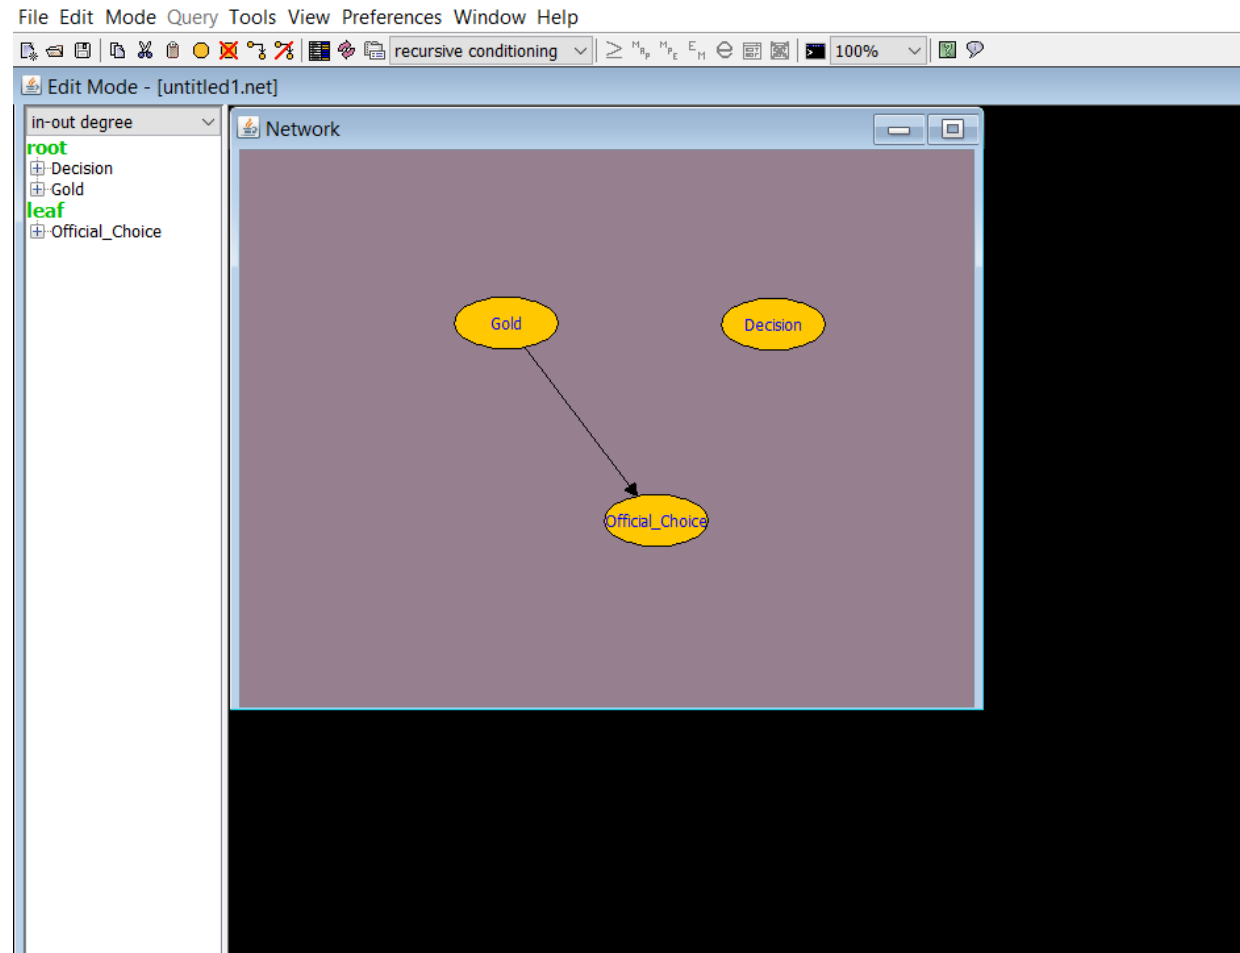 File Edit Mode Query Tools View Preferences Window Help
recursive conditioning 100%
Edit Mode - [untitled1.net]
in-out degree
root
Decision
Gold
leaf
Official_Choice
Network
Gold
Decision
Official_Choice